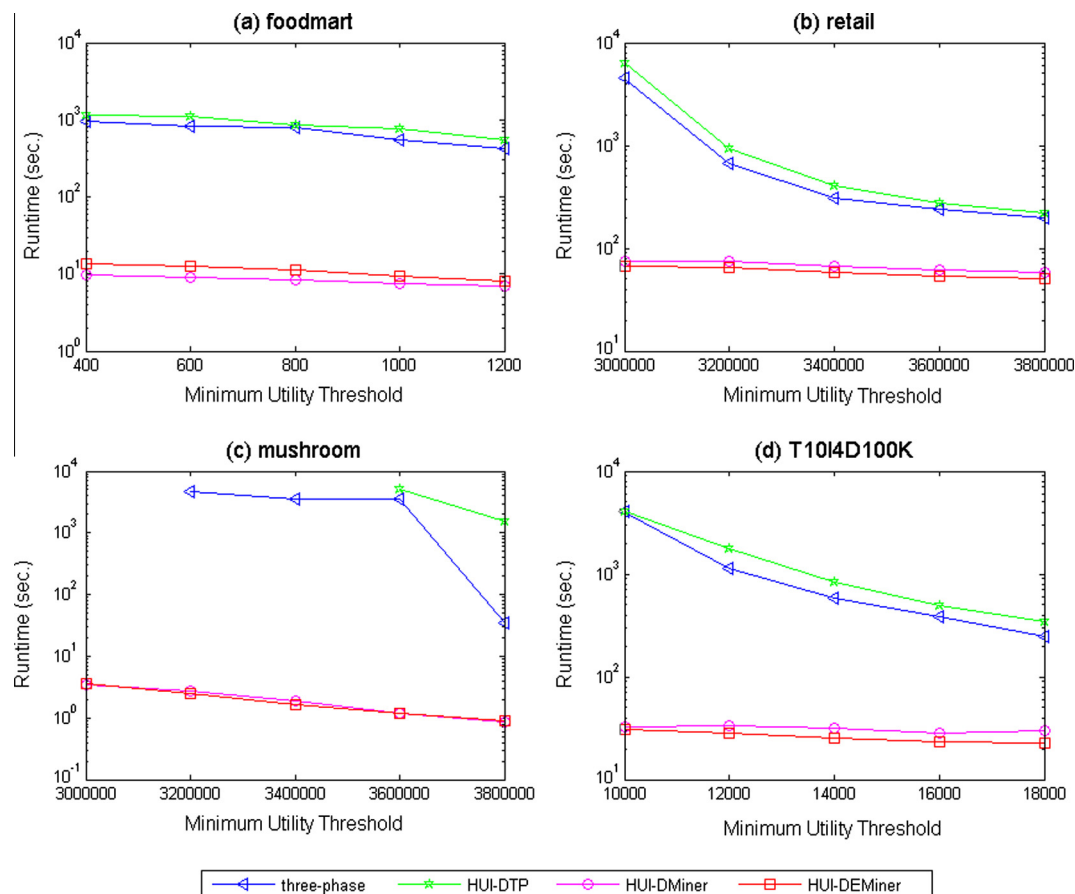 (a) foodmart
10^4
10^3
10^2
10^1
10^0
Runtime (sec.)
400 600 800 1000 1200
Minimum Utility Threshold
(b) retail
10^4
10^3
10^2
10^1
Runtime (sec.)
3000000 3200000 3400000 3600000 3800000
Minimum Utility Threshold
(c) mushroom
10^4
10^3
10^2
10^1
10^0
10^-1
Runtime (sec.)
3000000 3200000 3400000 3600000 3800000
Minimum Utility Threshold
(d) T10I4D100K
10^4
10^3
10^2
10^1
Runtime (sec.)
10000 12000 14000 16000 18000
Minimum Utility Threshold
three-phase HUI-DTP HUI-DMiner HUI-DEMiner